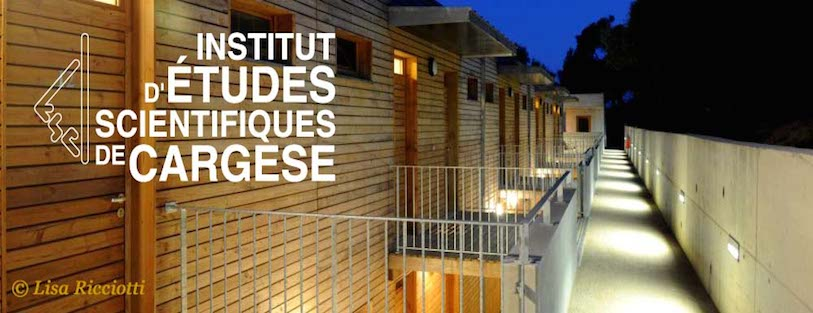 INSTITUT
D'ÉTUDES
SCIENTIFIQUES
DE CARGÈSE
© Lisa Ricciotti